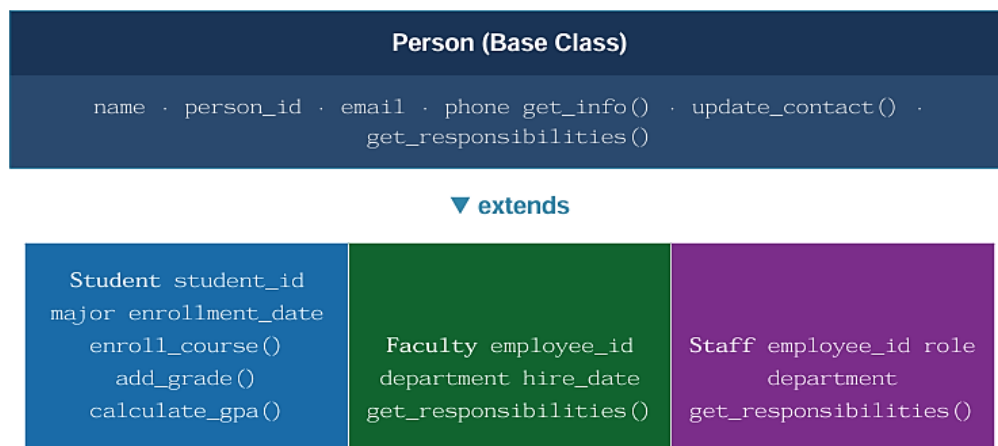 Person (Base Class)
name · person_id · email · phone get_info() · update_contact() ·
get_responsibilities()
▼ extends
Student student_id
major enrollment_date
enroll_course()
add_grade()
calculate_gpa()
Faculty employee_id
department hire_date
get_responsibilities()
Staff employee_id role
department
get_responsibilities()